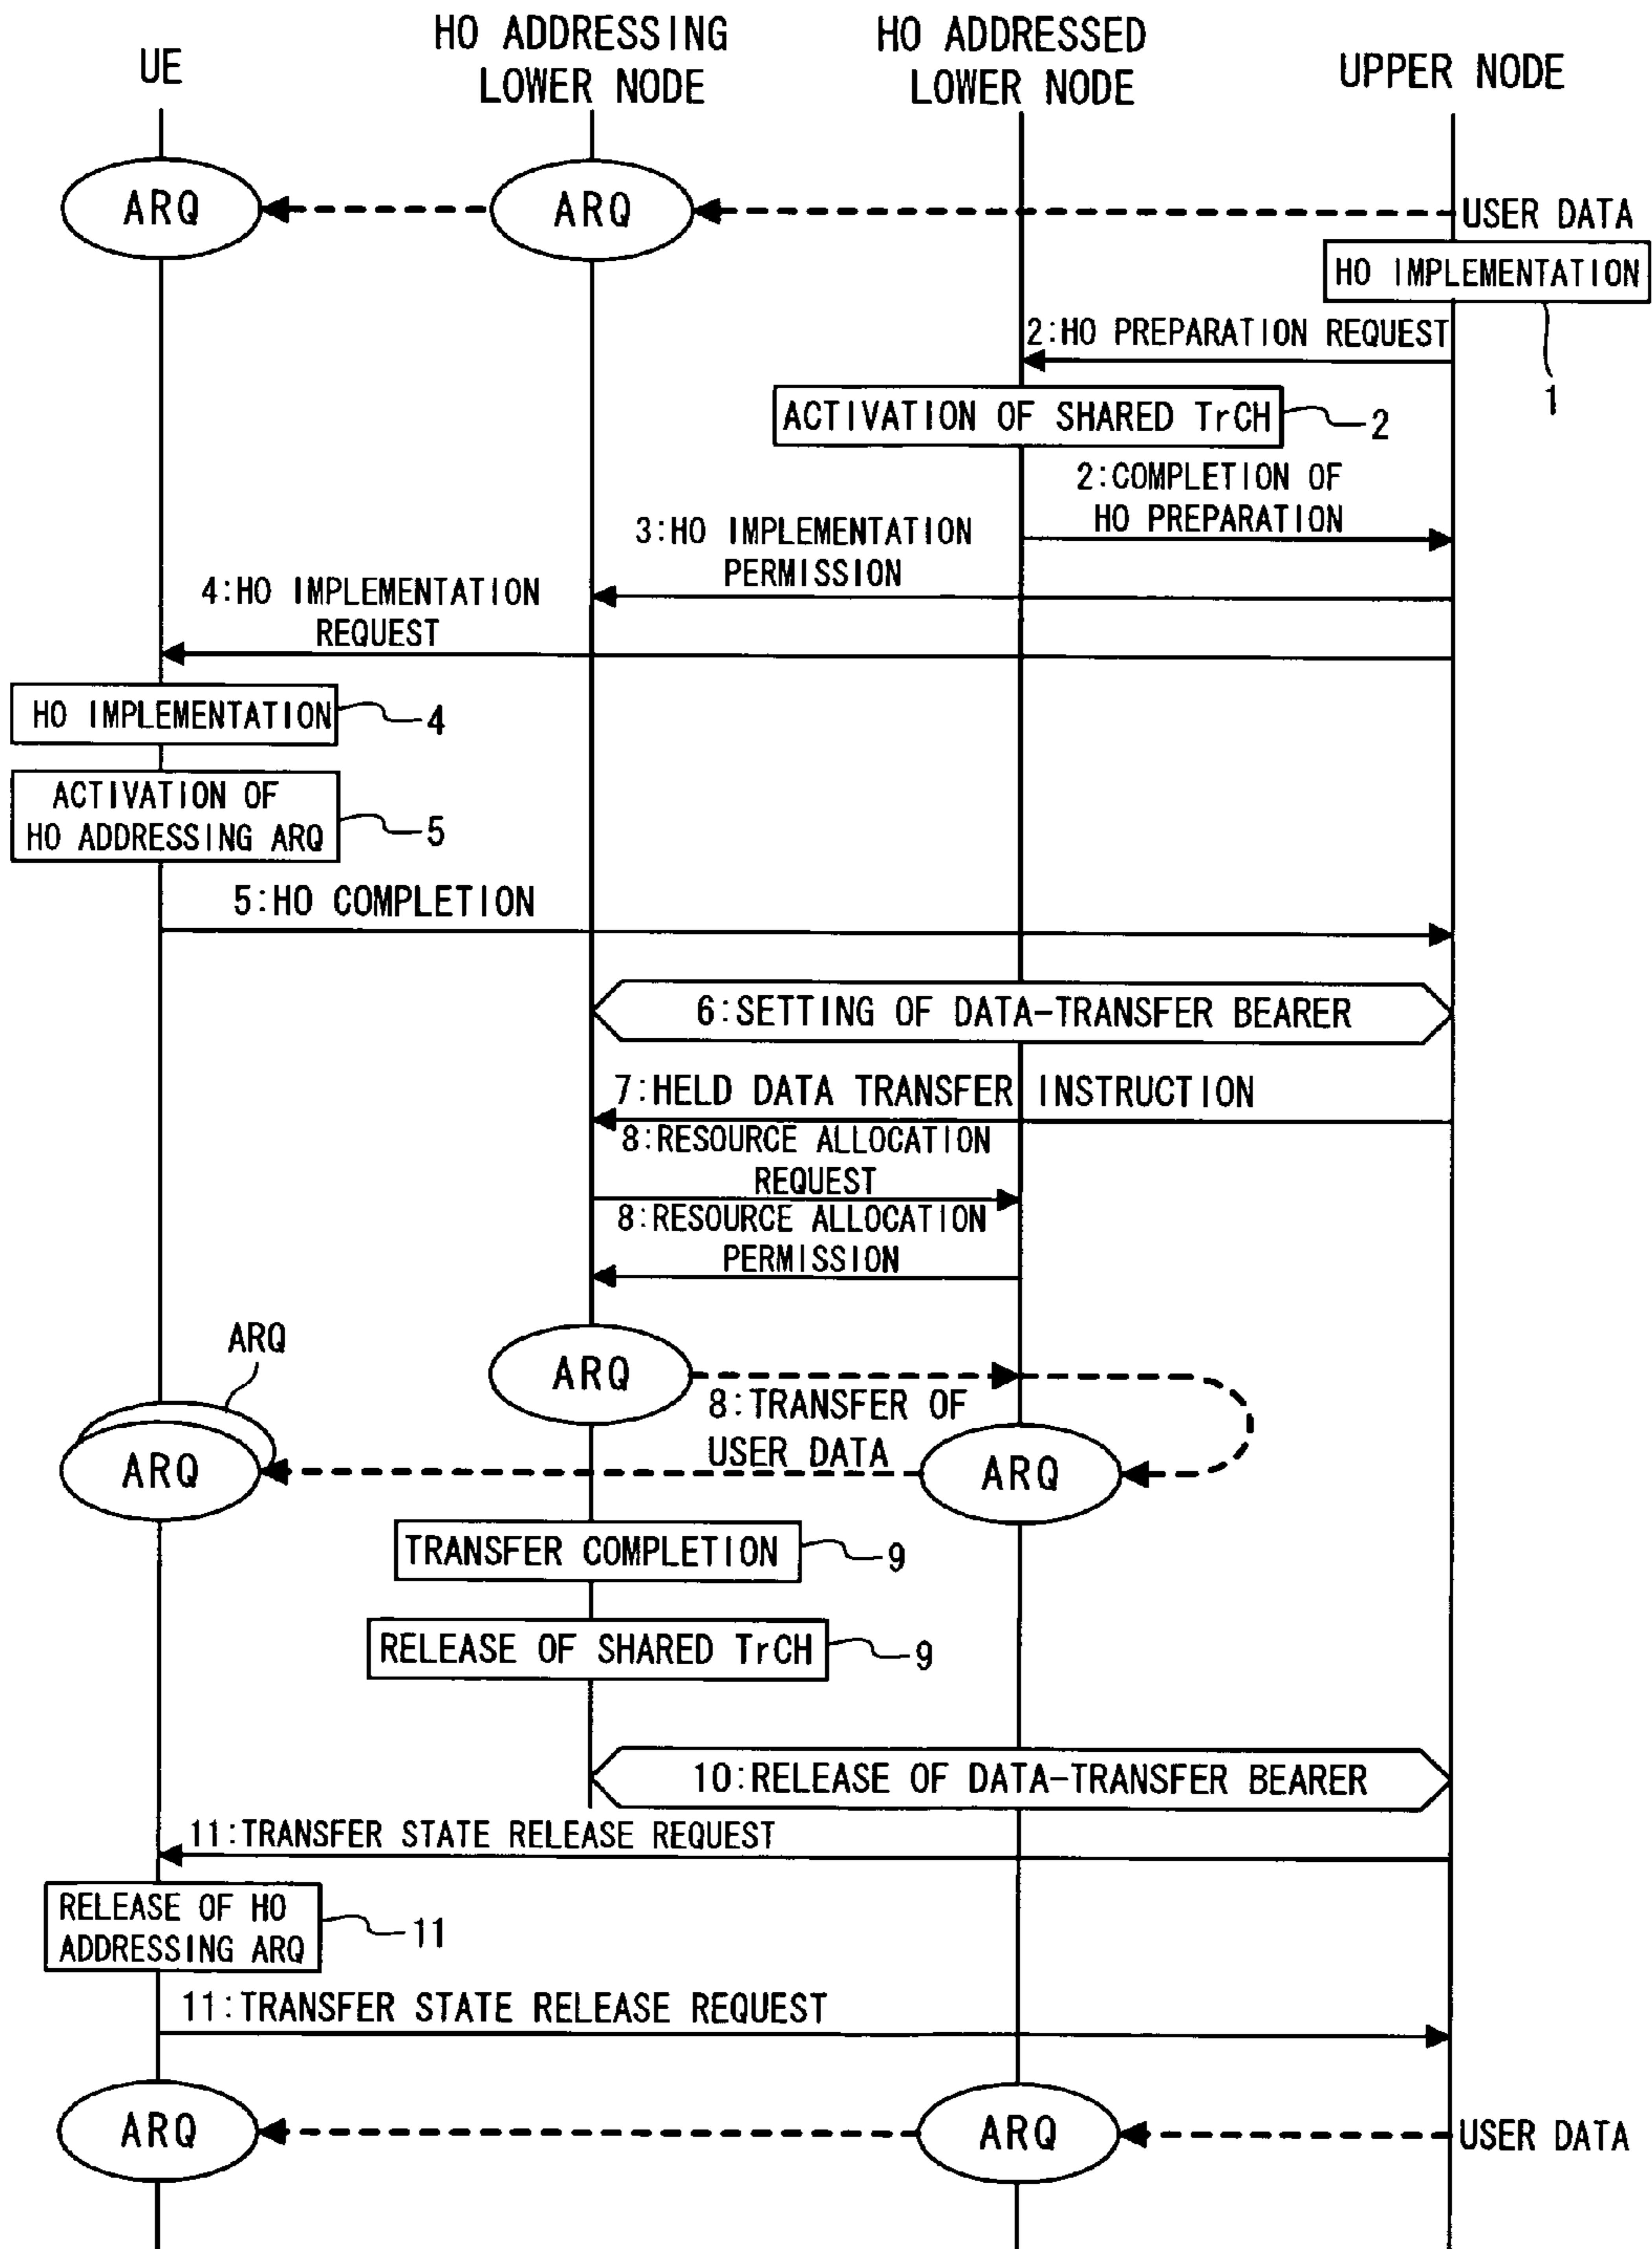 UE
HO ADDRESSING
LOWER NODE
HO ADDRESSED
LOWER NODE
UPPER NODE
ARQ
ARQ
USER DATA
HO IMPLEMENTATION
1
2:HO PREPARATION REQUEST
ACTIVATION OF SHARED TrCH
2
2:COMPLETION OF
HO PREPARATION
3:HO IMPLEMENTATION
PERMISSION
4:HO IMPLEMENTATION
REQUEST
HO IMPLEMENTATION
4
ACTIVATION OF
HO ADDRESSING ARQ
5
5:HO COMPLETION
6:SETTING OF DATA-TRANSFER BEARER
7:HELD DATA TRANSFER INSTRUCTION
8:RESOURCE ALLOCATION
REQUEST
8:RESOURCE ALLOCATION
PERMISSION
ARQ
ARQ
8:TRANSFER OF
USER DATA
ARQ
ARQ
TRANSFER COMPLETION
9
RELEASE OF SHARED TrCH
9
10:RELEASE OF DATA-TRANSFER BEARER
11:TRANSFER STATE RELEASE REQUEST
RELEASE OF HO
ADDRESSING ARQ
11
11:TRANSFER STATE RELEASE REQUEST
ARQ
ARQ
USER DATA